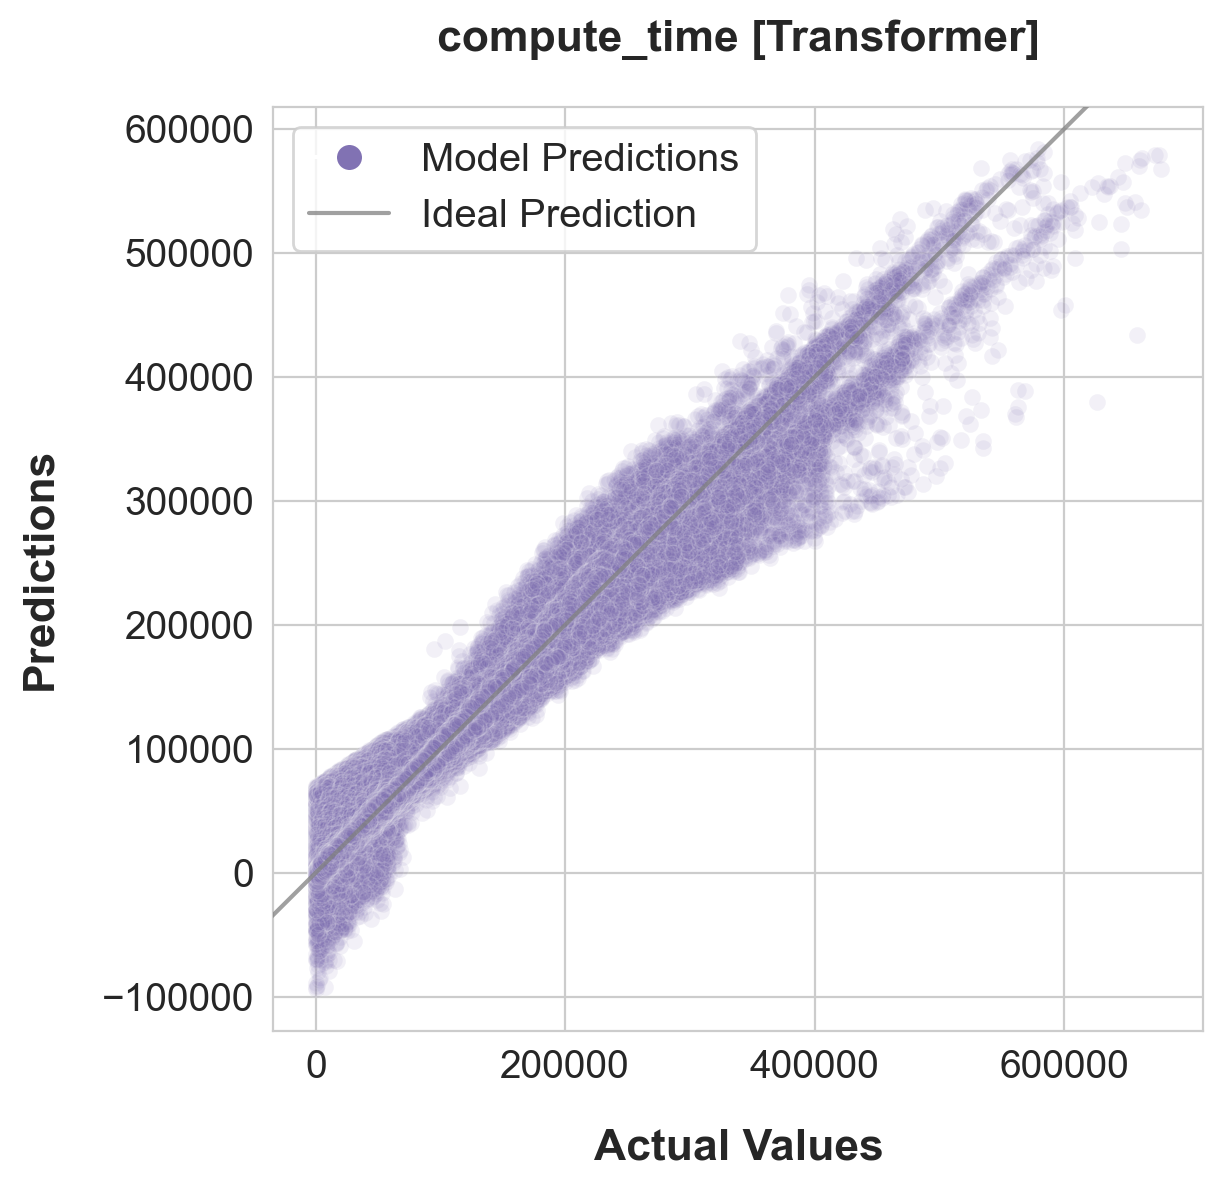 compute_time [Transformer]
Model Predictions
Ideal Prediction
600000
500000
400000
300000
200000
100000
0
−100000
Predictions
0
200000
400000
600000
Actual Values